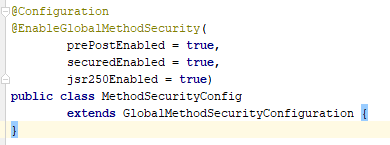 @Configuration
@EnableGlobalMethodSecurity(
        prePostEnabled = true,
        securedEnabled = true,
        jsr250Enabled = true)
public class MethodSecurityConfig
        extends GlobalMethodSecurityConfiguration {
}